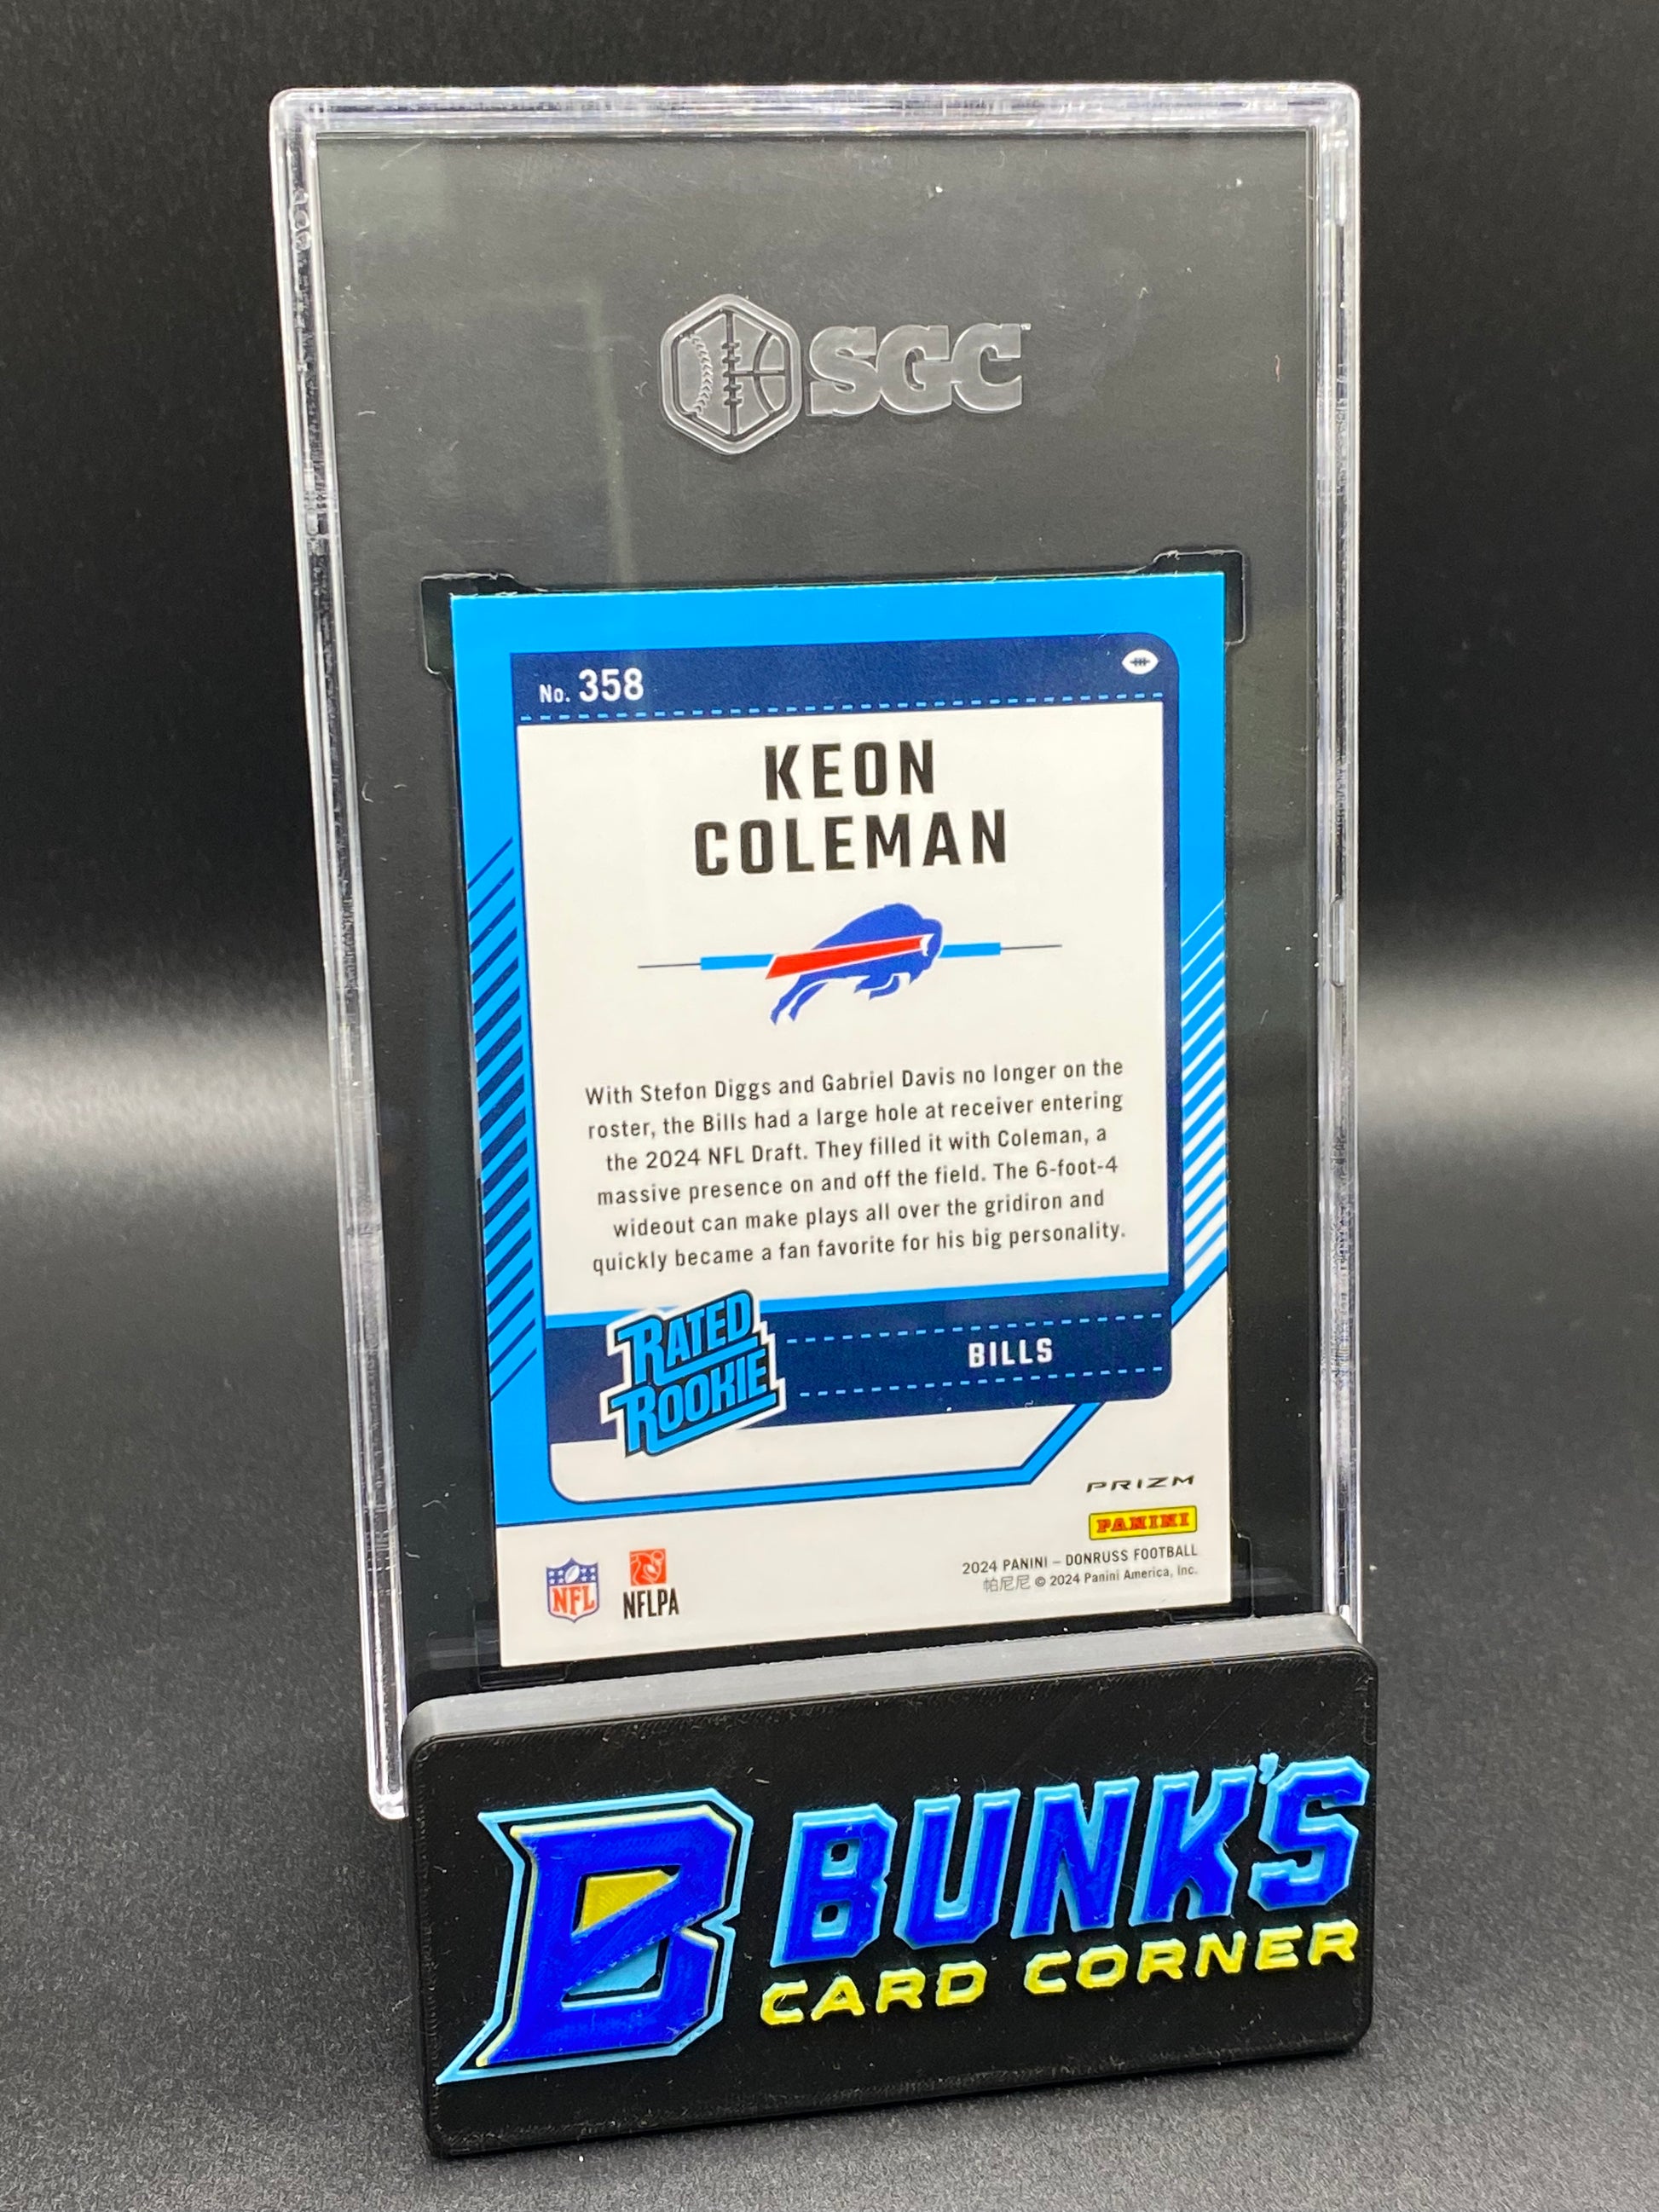 SGC™
No. 358
KEON
COLEMAN
With Stefon Diggs and Gabriel Davis no longer on the
roster, the Bills had a large hole at receiver entering
the 2024 NFL Draft. They filled it with Coleman, a
massive presence on and off the field. The 6-foot-4
wideout can make plays all over the gridiron and
quickly became a fan favorite for his big personality.
RATED
ROOKIE
BILLS
PRIZM
PANINI
2024 PANINI – DONRUSS FOOTBALL
帕尼尼 © 2024 Panini America, Inc.
NFL
NFLPA
B BUNK'S
CARD CORNER